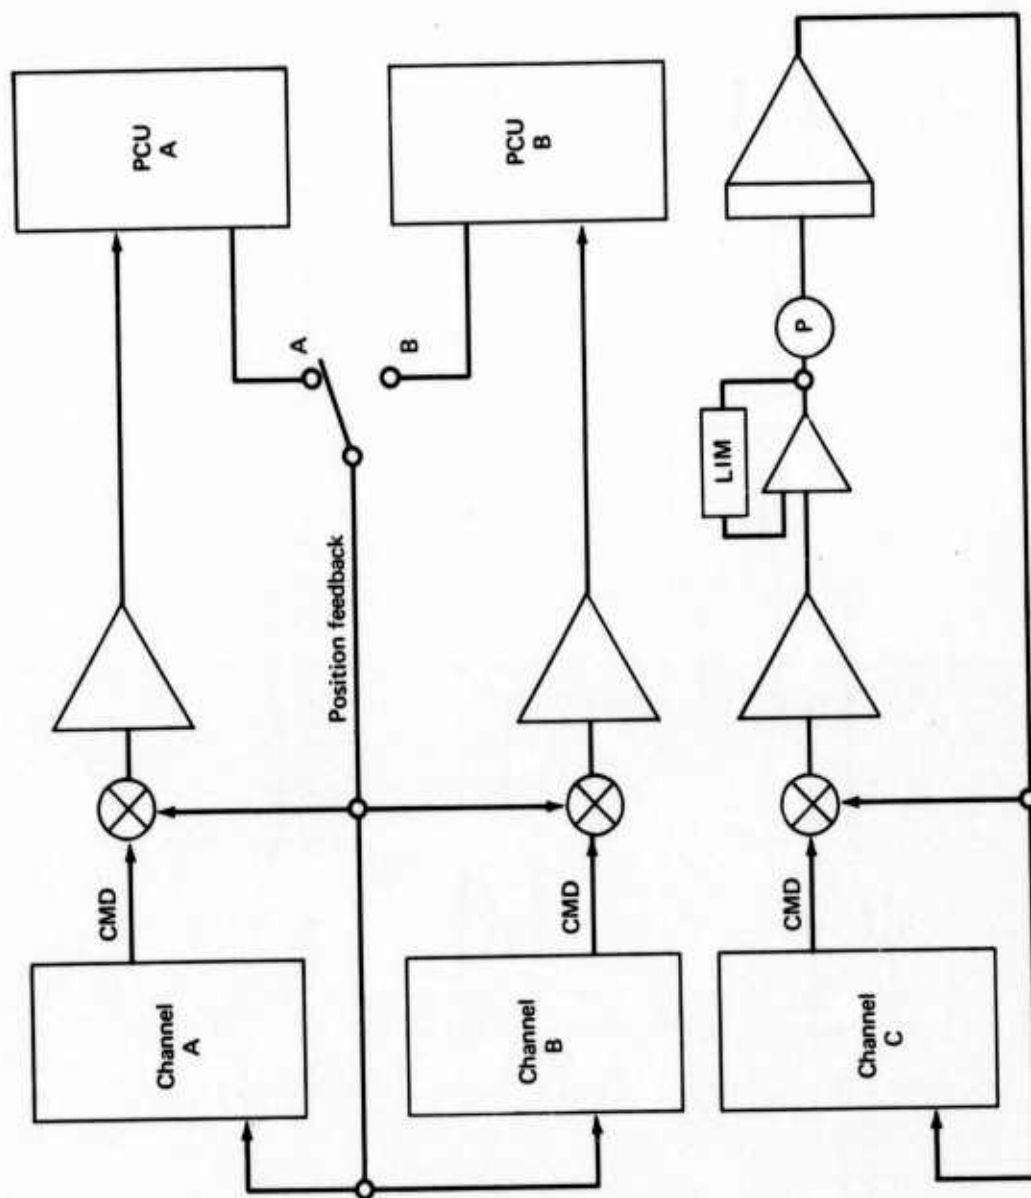 Channel
A
CMD
PCU
A
A
Position feedback
B
Channel
B
CMD
PCU
B
Channel
C
CMD
LIM
P